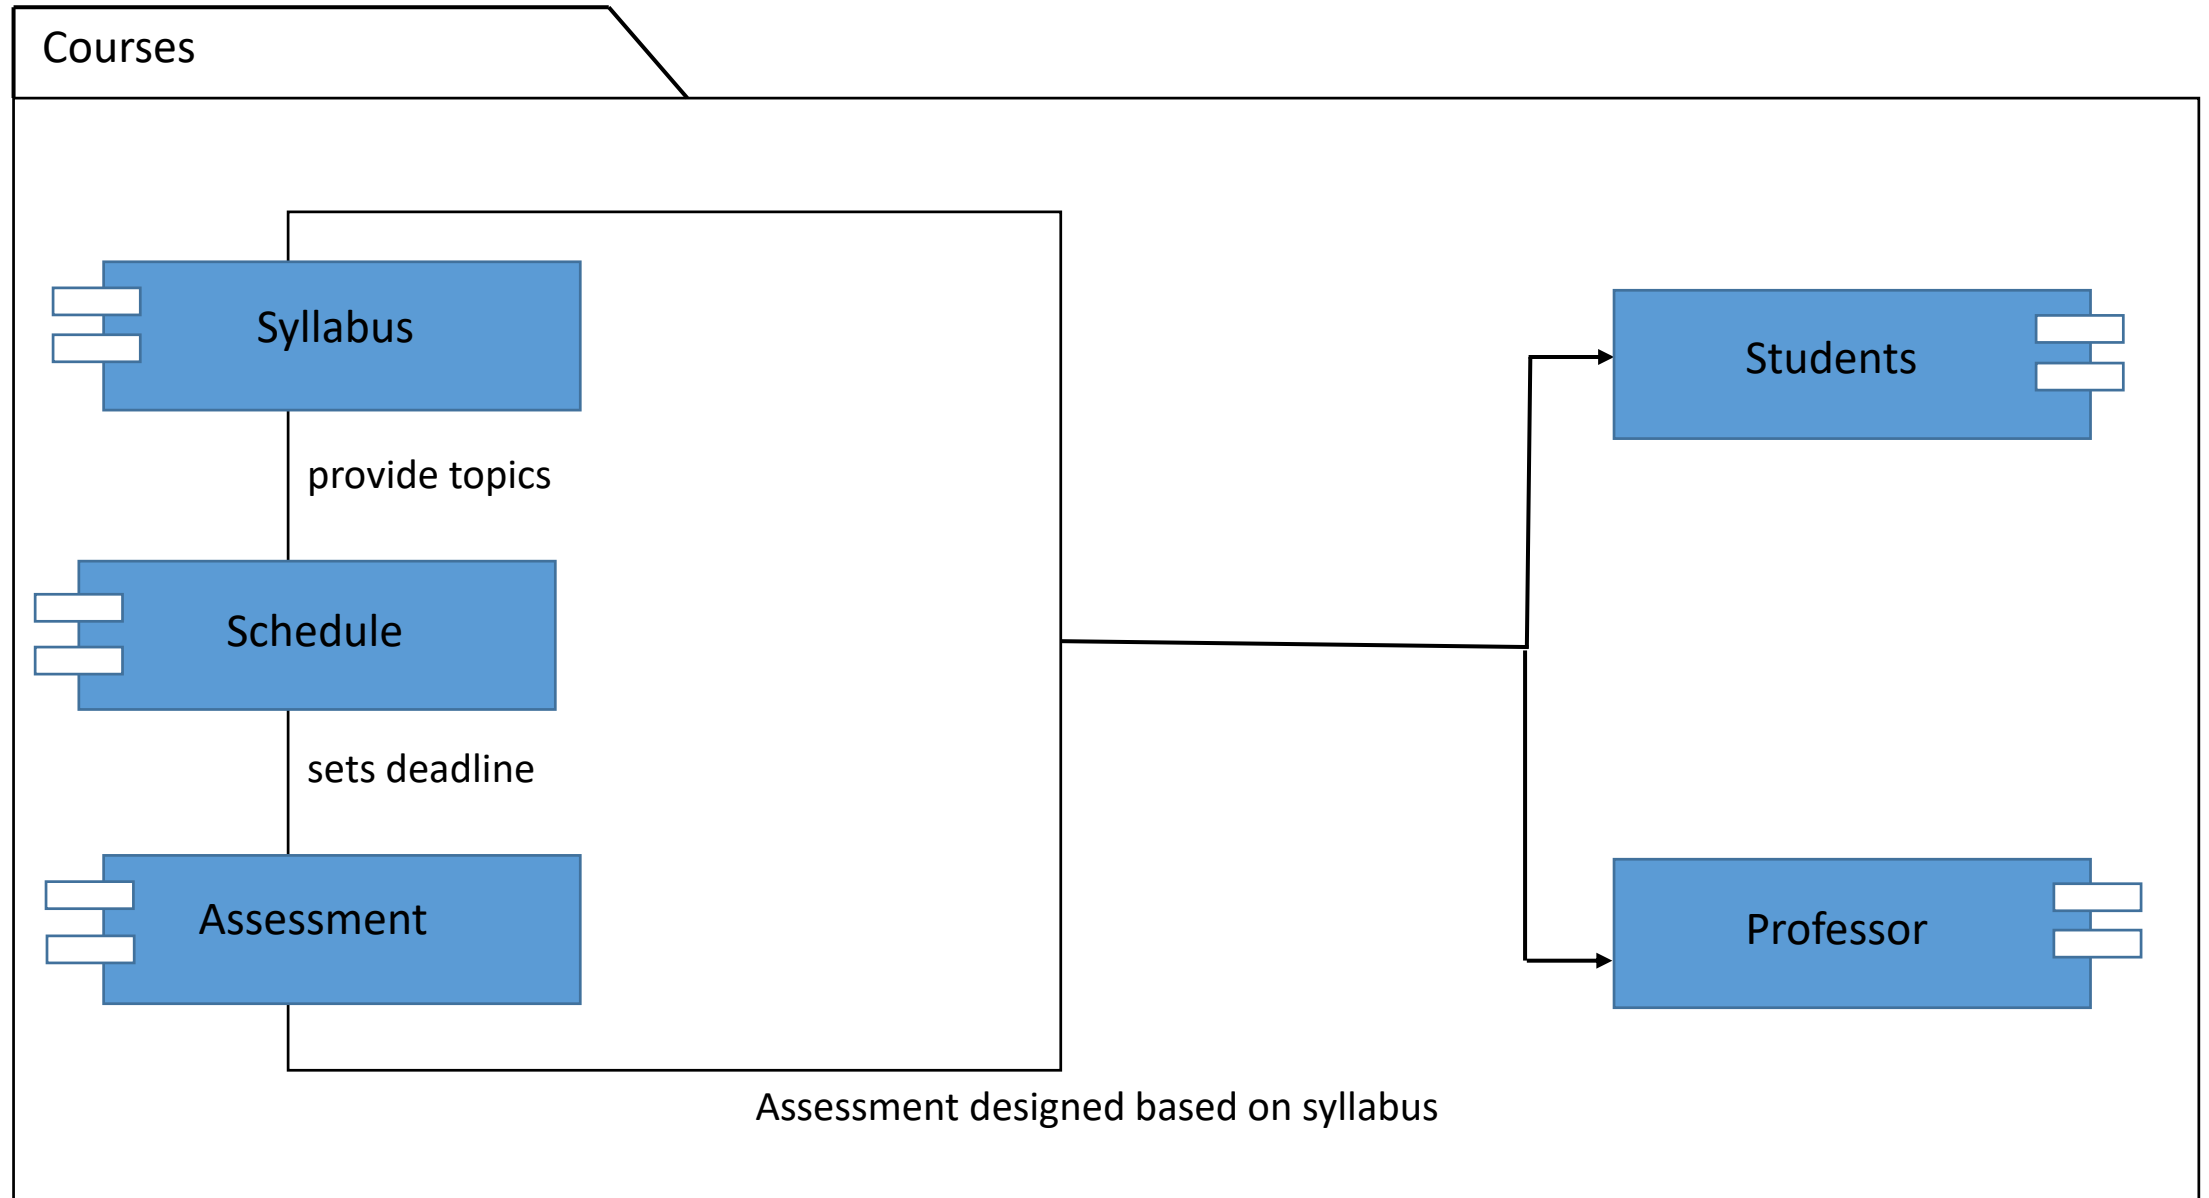 Courses
Syllabus
Students
provide topics
Schedule
sets deadline
Assessment
Professor
Assessment designed based on syllabus